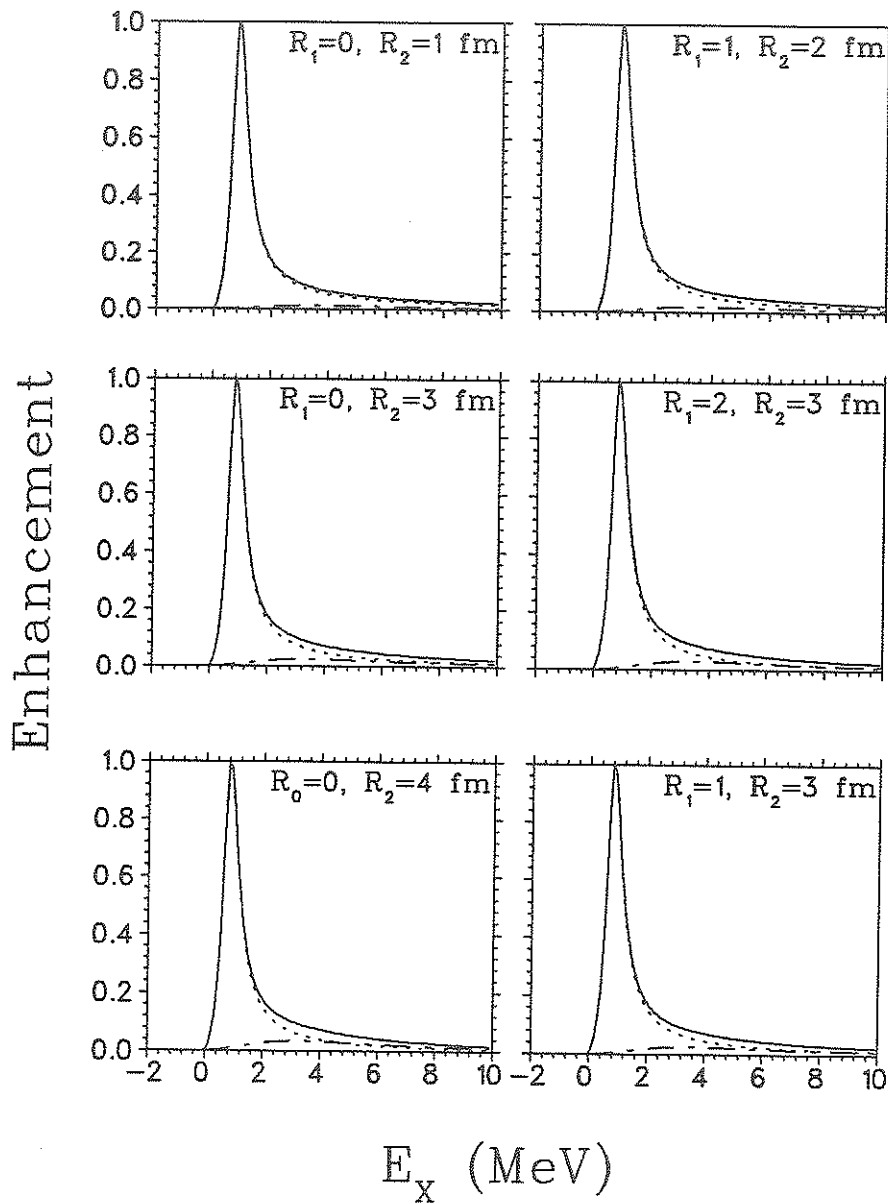 Enhancement
1.0
0.8
0.6
0.4
0.2
0.0
R₁=0, R₂=1 fm
R₁=1, R₂=2 fm
1.0
0.8
0.6
0.4
0.2
0.0
R₁=0, R₂=3 fm
R₁=2, R₂=3 fm
1.0
0.8
0.6
0.4
0.2
0.0
R₀=0, R₂=4 fm
R₁=1, R₂=3 fm
−2 0 2 4 6 8 10
−2 0 2 4 6 8 10
Eₓ (MeV)